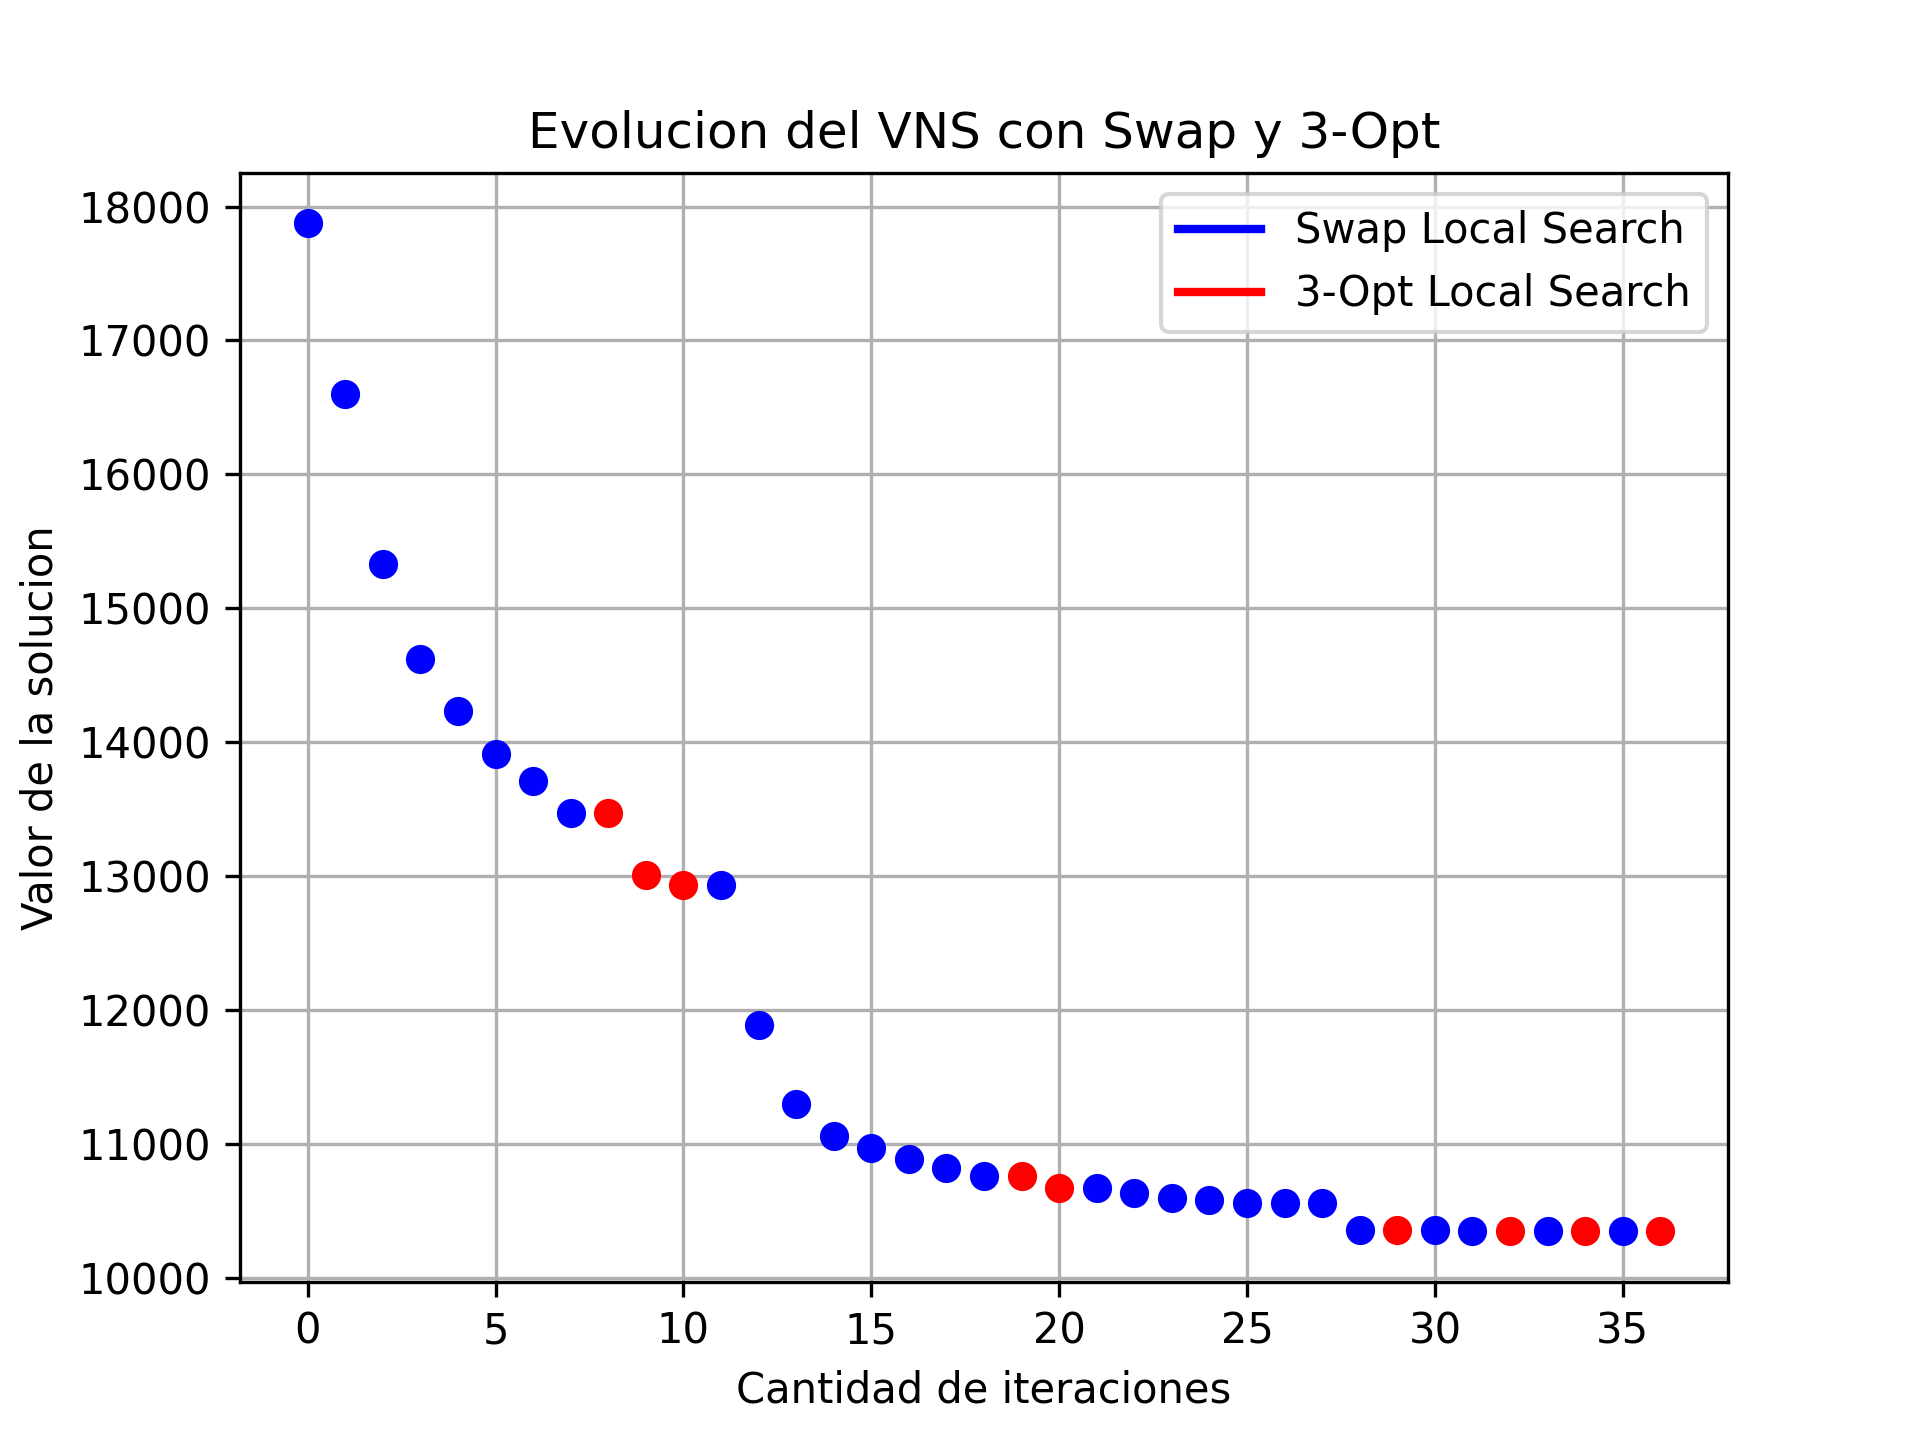 Evolucion del VNS con Swap y 3-Opt
Swap Local Search
3-Opt Local Search
Valor de la solucion
18000
17000
16000
15000
14000
13000
12000
11000
10000
0 5 10 15 20 25 30 35
Cantidad de iteraciones